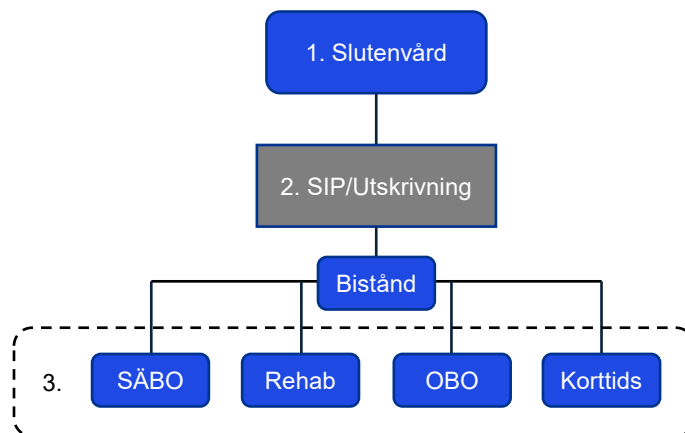 1. Slutenvård
2. SIP/Utskrivning
Bistånd
3.
SÄBO
Rehab
OBO
Korttids